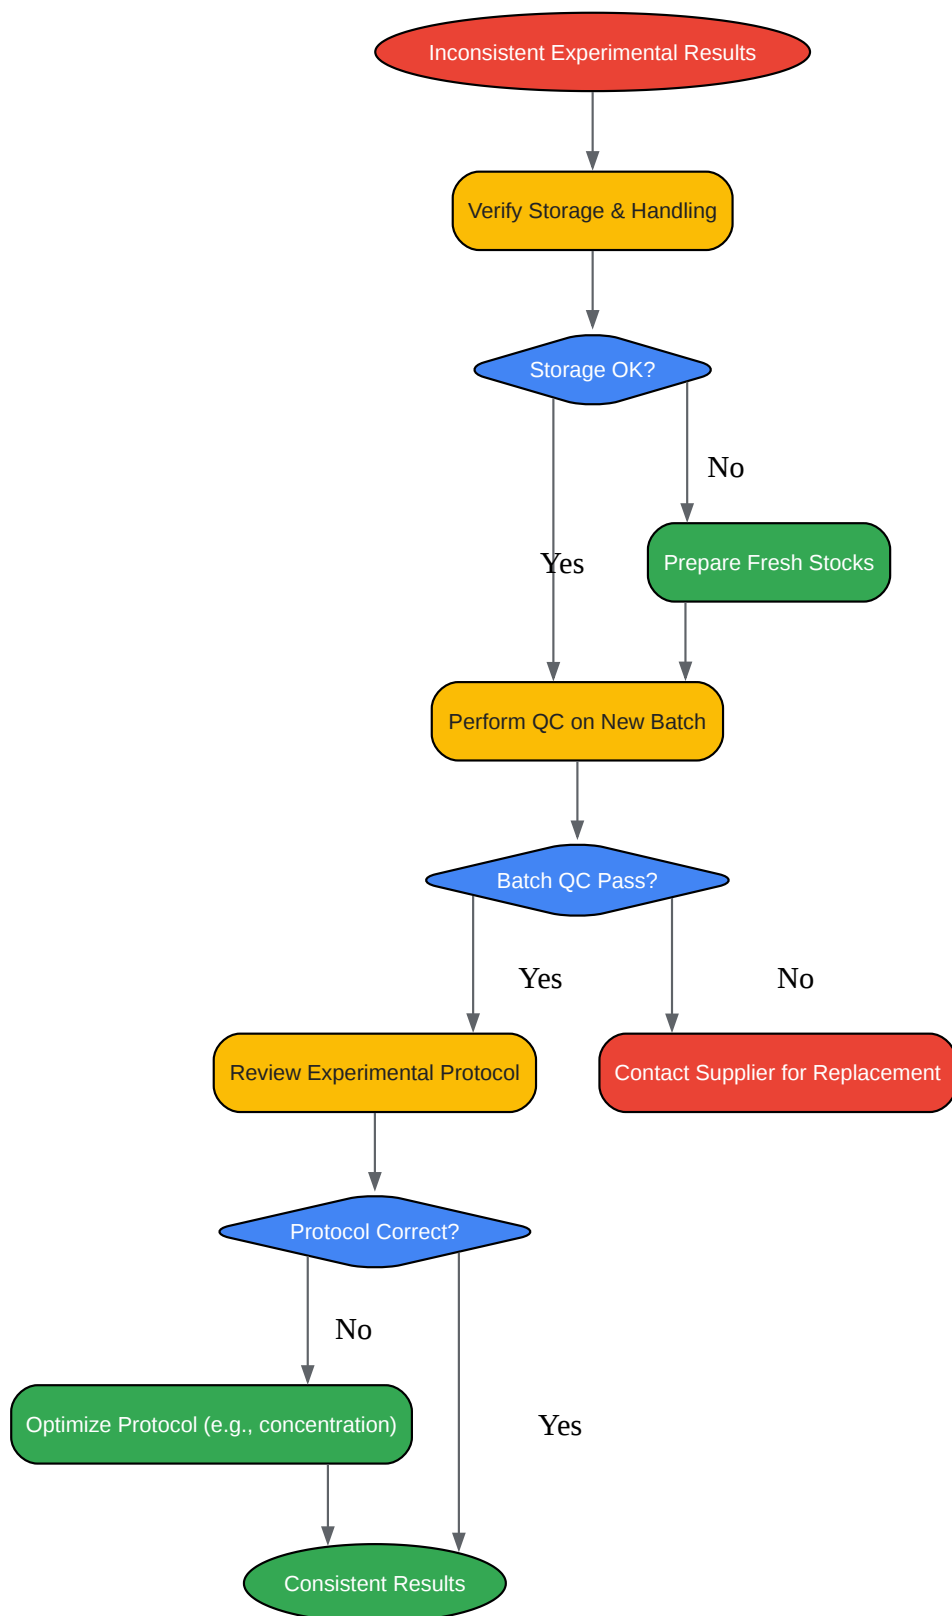 Inconsistent Experimental Results
Verify Storage & Handling
Storage OK?
No
Yes
Prepare Fresh Stocks
Perform QC on New Batch
Batch QC Pass?
Yes
No
Review Experimental Protocol
Contact Supplier for Replacement
Protocol Correct?
No
Optimize Protocol (e.g., concentration)
Yes
Consistent Results